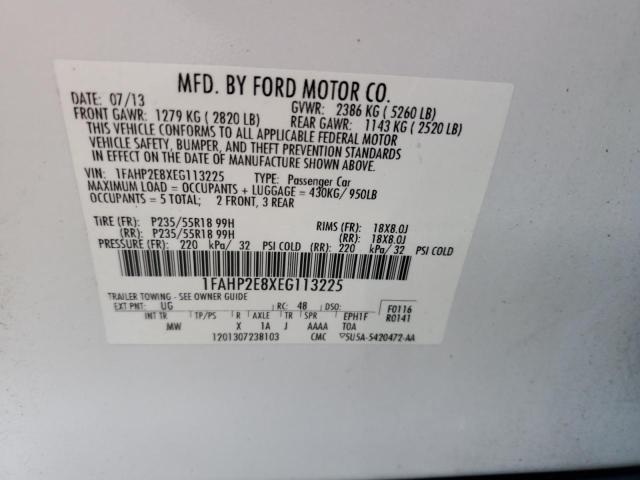 MFD. BY FORD MOTOR CO.
DATE: 07/13 GVWR: 2386 KG ( 5260 LB)
FRONT GAWR: 1279 KG ( 2820 LB) REAR GAWR: 1143 KG ( 2520 LB)
THIS VEHICLE CONFORMS TO ALL APPLICABLE FEDERAL MOTOR
VEHICLE SAFETY, BUMPER, AND THEFT PREVENTION STANDARDS
IN EFFECT ON THE DATE OF MANUFACTURE SHOWN ABOVE.
VIN: 1FAHP2E8XEG113225 TYPE: Passenger Car
MAXIMUM LOAD = OCCUPANTS + LUGGAGE = 430KG/950LB
OCCUPANTS = 5 TOTAL; 2 FRONT, 3 REAR
TIRE (FR): P235/55R18 99H RIMS (FR): 18X8.0J
(RR): P235/55R18 99H (RR): 18X8.0J
PRESSURE (FR): 220 kPa/ 32 PSI COLD (RR): 220 kPa/ 32 PSI COLD
1FAHP2E8XEG113225
TRAILER TOWING - SEE OWNER GUIDE
EXT PNT: UG RC: 48 DSO: F0116
INT TR TP/PS R AXLE TR SPR EPH1F R0141
MW X 1A J AAAA TOA
1201307238103 CMC 5U5A-5420472-AA